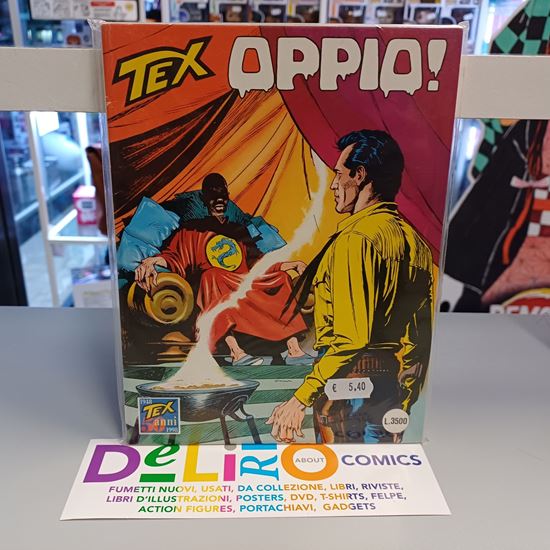 TEX
OPPIO!
€ 5,40
L.3500
1948
TEX
50 anni
1998
DeLiRiO ABOUT COMICS
FUMETTI NUOVI, USATI, DA COLLEZIONE, LIBRI, RIVISTE,
LIBRI D'ILLUSTRAZIONI, POSTERS, DVD, T-SHIRTS, FELPE,
ACTION FIGURES, PORTACHIAVI, GADGETS